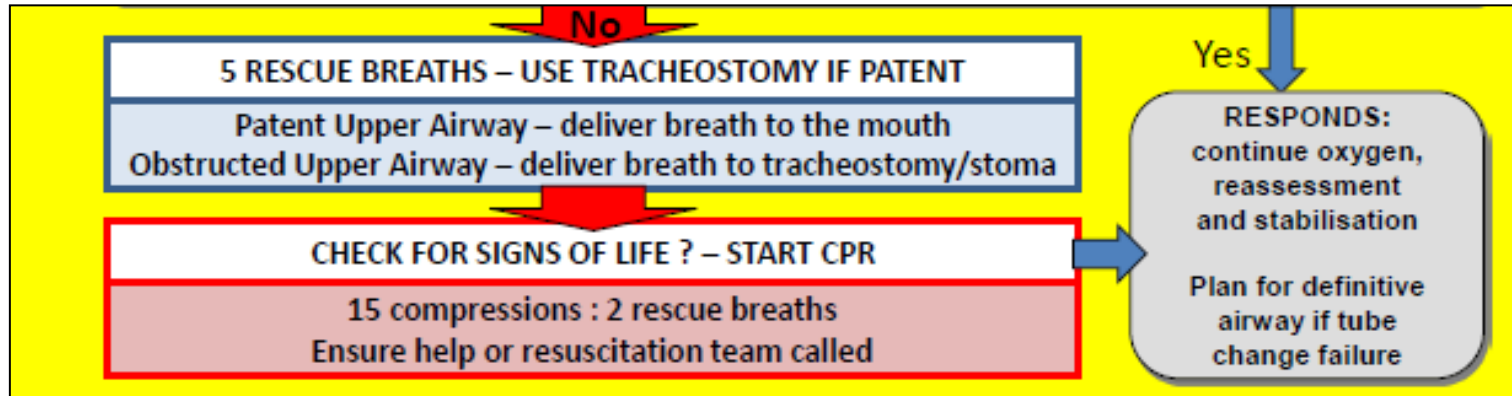 No
5 RESCUE BREATHS – USE TRACHEOSTOMY IF PATENT
Patent Upper Airway – deliver breath to the mouth
Obstructed Upper Airway – deliver breath to tracheostomy/stoma
CHECK FOR SIGNS OF LIFE ? – START CPR
15 compressions : 2 rescue breaths
Ensure help or resuscitation team called
Yes
RESPONDS:
continue oxygen,
reassessment
and stabilisation
Plan for definitive
airway if tube
change failure